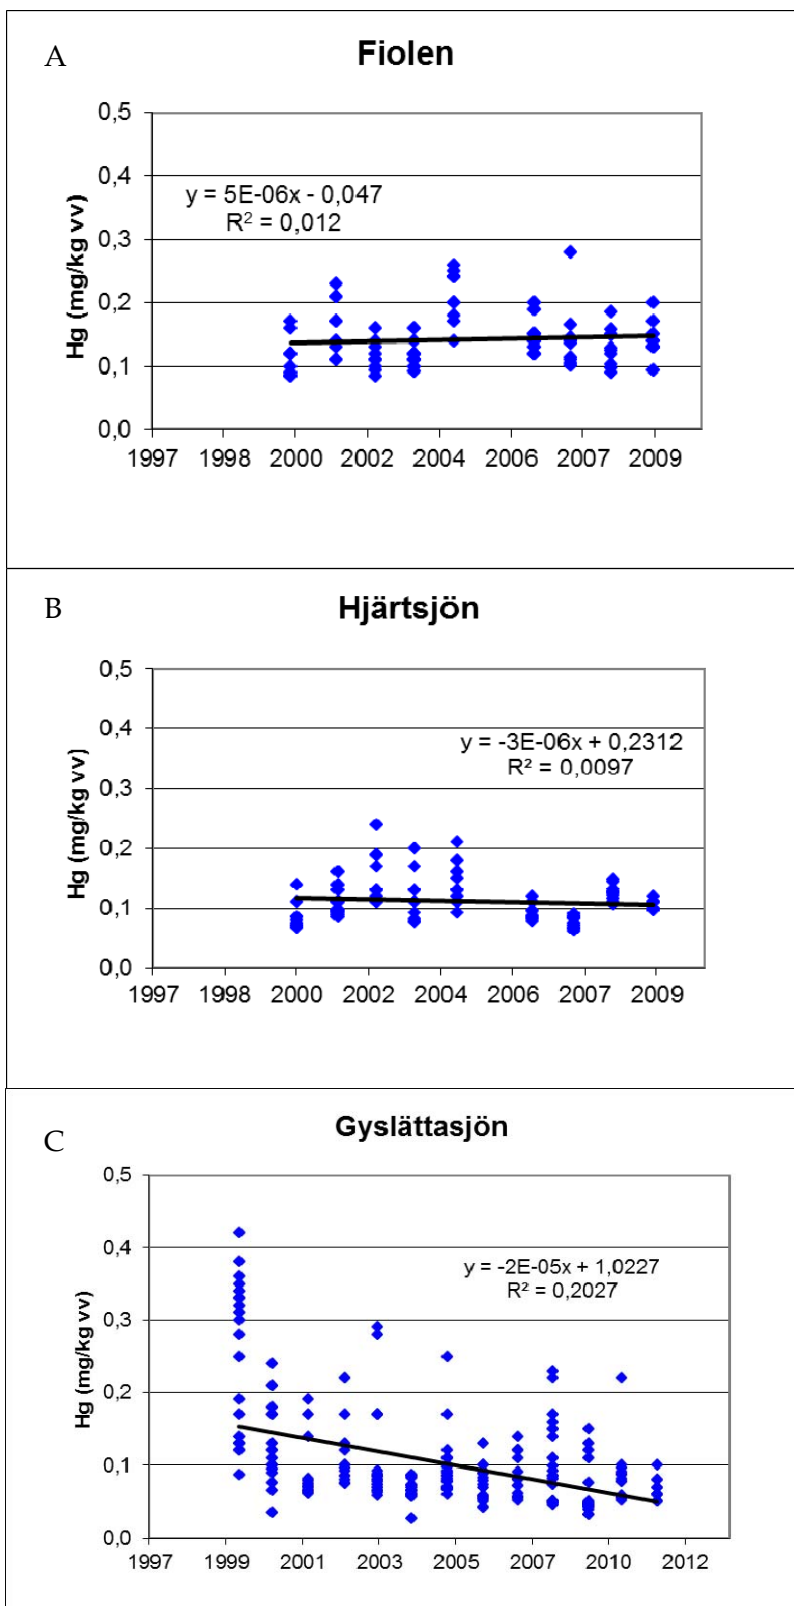 A
Fiolen
0,5
0,4
0,3
0,2
0,1
0,0
Hg (mg/kg vv)
y = 5E-06x - 0,047
R² = 0,012
1997 1998 2000 2002 2004 2006 2007 2009
B
Hjärtsjön
0,5
0,4
0,3
0,2
0,1
0,0
Hg (mg/kg vv)
y = -3E-06x + 0,2312
R² = 0,0097
1997 1998 2000 2002 2004 2006 2007 2009
C
Gyslättasjön
0,5
0,4
0,3
0,2
0,1
0,0
Hg (mg/kg vv)
y = -2E-05x + 1,0227
R² = 0,2027
1997 1999 2001 2003 2005 2007 2010 2012